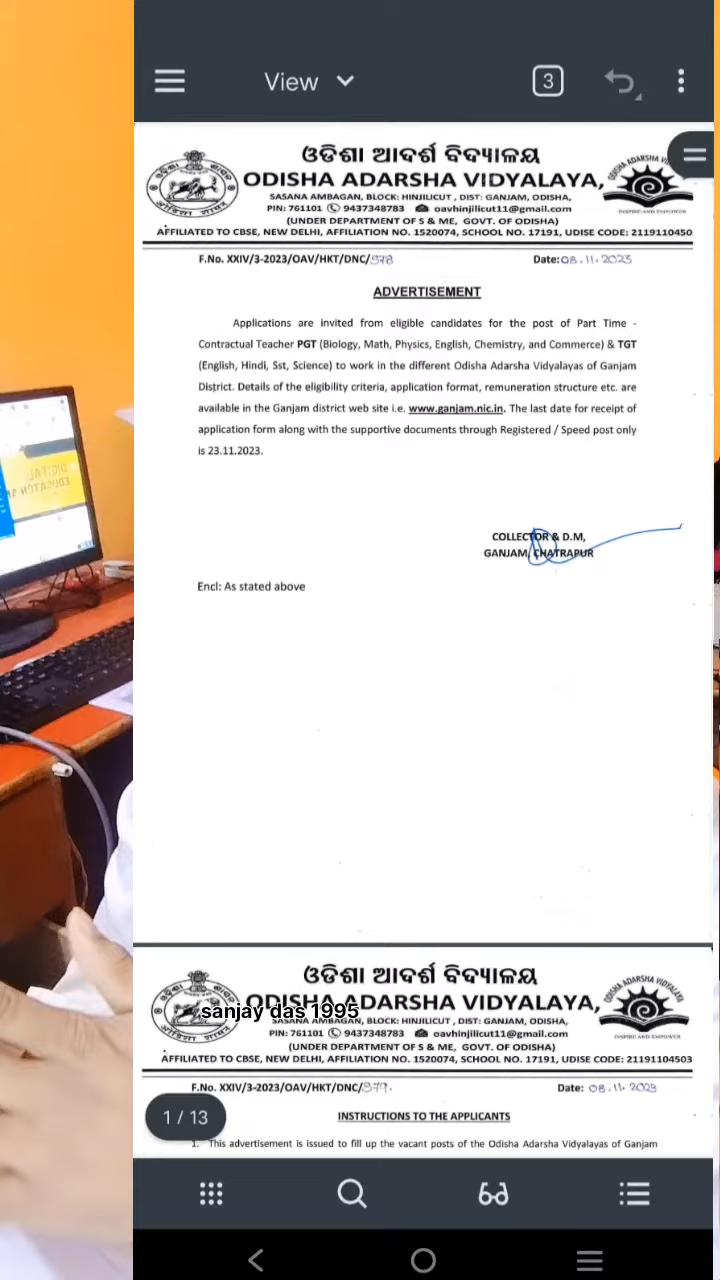 View
3
ଓଡିଶା ଆଦର୍ଶ ବିଦ୍ୟାଳୟ
ODISHA ADARSHA VIDYALAYA,
SASANA AMBAGAN, BLOCK: HINJILICUT, DIST: GANJAM, ODISHA,
PIN: 761101 9437348783 oavhinjilicut11@gmail.com
(UNDER DEPARTMENT OF S & ME, GOVT. OF ODISHA)
AFFILIATED TO CBSE, NEW DELHI, AFFILIATION NO. 1520074, SCHOOL NO. 17191, UDISE CODE: 2119110450
F.No. XXIV/3-2023/OAV/HKT/DNC/578 Date: 08.11.2023
ADVERTISEMENT
Applications are invited from eligible candidates for the post of Part Time -
Contractual Teacher PGT (Biology, Math, Physics, English, Chemistry, and Commerce) & TGT
(English, Hindi, Sst, Science) to work in the different Odisha Adarsha Vidyalayas of Ganjam
District. Details of the eligibility criteria, application format, remuneration structure etc. are
available in the Ganjam district web site i.e. www.ganjam.nic.in. The last date for receipt of
application form along with the supportive documents through Registered / Speed post only
is 23.11.2023.
COLLECTOR & D.M,
GANJAM, CHATRAPUR
Encl: As stated above
ଓଡିଶା ଆଦର୍ଶ ବିଦ୍ୟାଳୟ
ODISHA ADARSHA VIDYALAYA,
sanjay das 1995
SASANA AMBAGAN, BLOCK: HINJILICUT, DIST: GANJAM, ODISHA,
PIN: 761101 9437348783 oavhinjilicut11@gmail.com
(UNDER DEPARTMENT OF S & ME, GOVT. OF ODISHA)
AFFILIATED TO CBSE, NEW DELHI, AFFILIATION NO. 1520074, SCHOOL NO. 17191, UDISE CODE: 21191104503
F.No. XXIV/3-2023/OAV/HKT/DNC/579. Date: 08.11.2023
1 / 13
INSTRUCTIONS TO THE APPLICANTS
1. This advertisement is issued to fill up the vacant posts of the Odisha Adarsha Vidyalayas of Ganjam